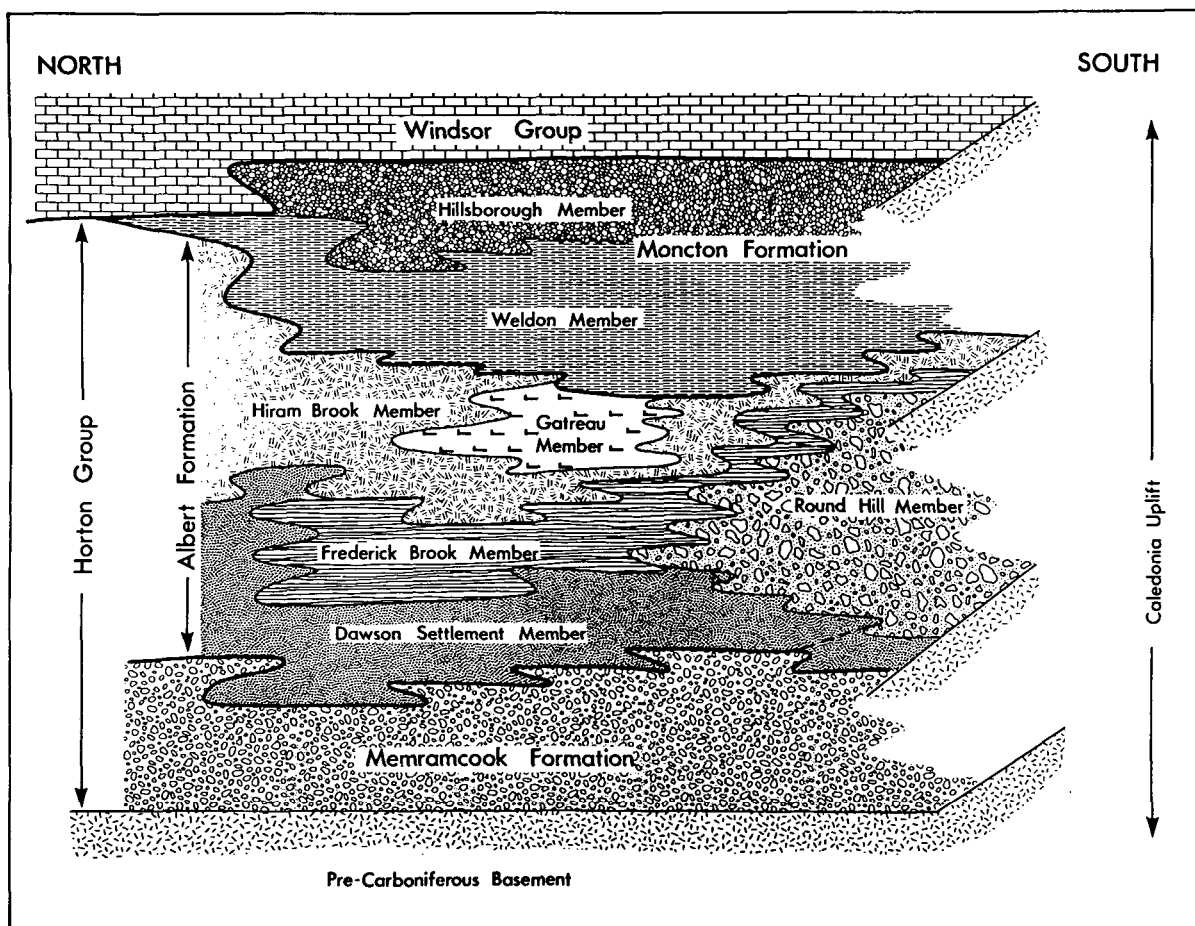 NORTH
SOUTH
Windsor Group
Hillsborough Member
Moncton Formation
Weldon Member
Hiram Brook Member
Gatreau
Member
Round Hill Member
Frederick Brook Member
Dawson Settlement Member
Memramcook Formation
Horton Group
Albert Formation
Caledonia Uplift
Pre-Carboniferous Basement